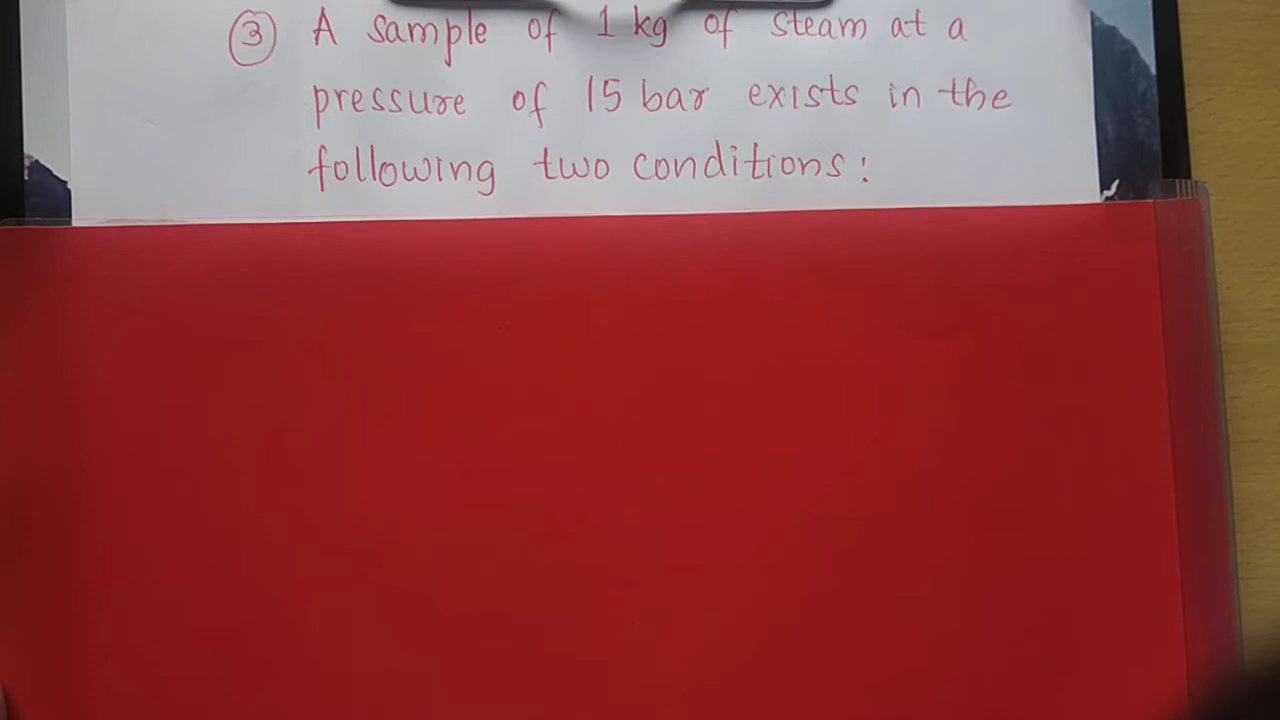 ③ A sample of 1 kg of steam at a
pressure of 15 bar exists in the
following two conditions: